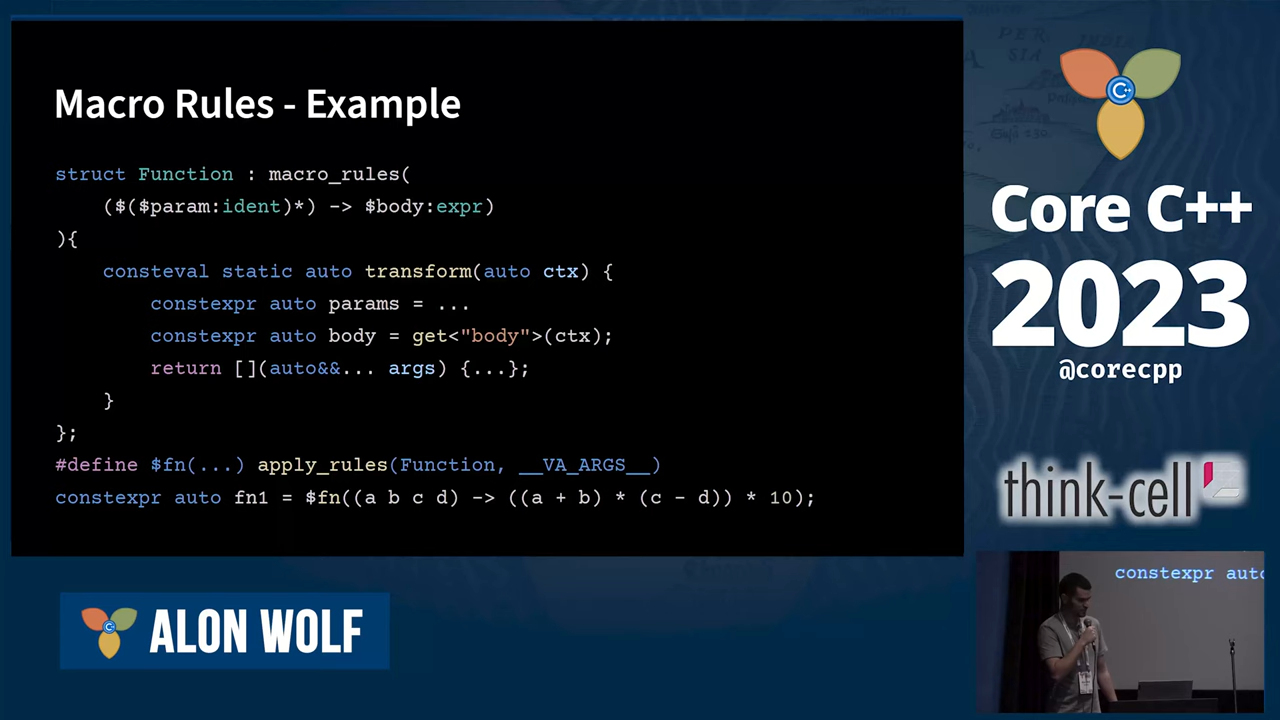 Macro Rules - Example
struct Function : macro_rules(
    ($($param:ident)*) -> $body:expr)
){
    consteval static auto transform(auto ctx) {
        constexpr auto params = ...
        constexpr auto body = get<"body">(ctx);
        return [](auto&&... args) {...};
    }
};
#define $fn(...) apply_rules(Function, __VA_ARGS__)
constexpr auto fn1 = $fn((a b c d) -> ((a + b) * (c - d)) * 10);
C++
Core C++
2023
@corecpp
think-cell
constexpr auto
C++
ALON WOLF